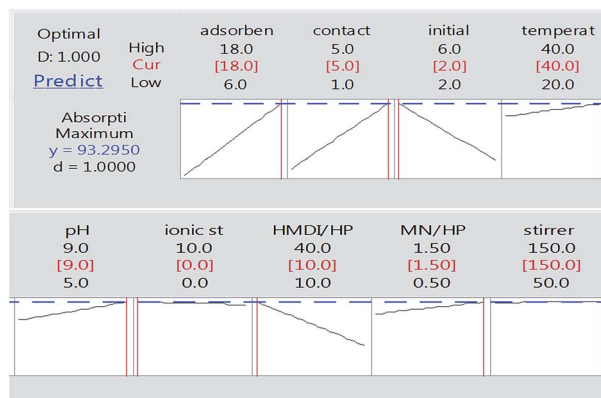 Optimal
D: 1.000
Predict
High
Cur
Low
adsorben
18.0
[18.0]
6.0
contact
5.0
[5.0]
1.0
initial
6.0
[2.0]
2.0
temperat
40.0
[40.0]
20.0
Absorpti
Maximum
y = 93.2950
d = 1.0000
pH
9.0
[9.0]
5.0
ionic st
10.0
[0.0]
0.0
HMDI/HP
40.0
[10.0]
10.0
MN/HP
1.50
[1.50]
0.50
stirrer
150.0
[150.0]
50.0